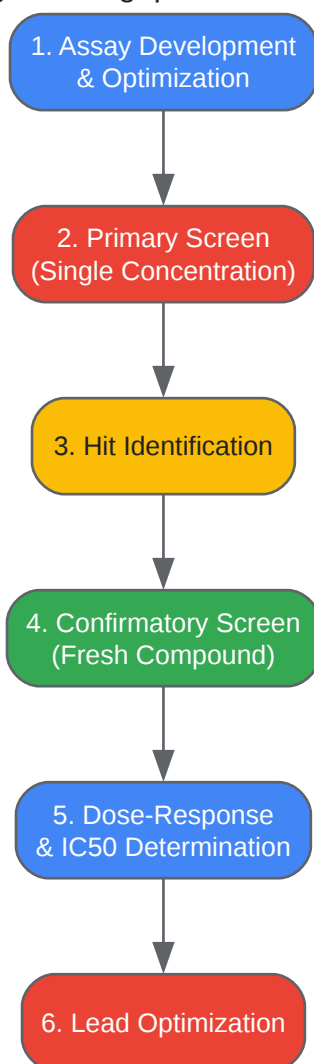 1. Assay Development
& Optimization
2. Primary Screen
(Single Concentration)
3. Hit Identification
4. Confirmatory Screen
(Fresh Compound)
5. Dose-Response
& IC50 Determination
6. Lead Optimization